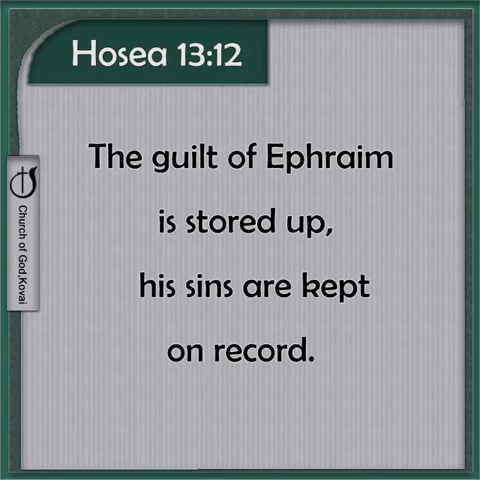 Hosea 13:12
The guilt of Ephraim
is stored up,
his sins are kept
on record.
Church of God,Kovai